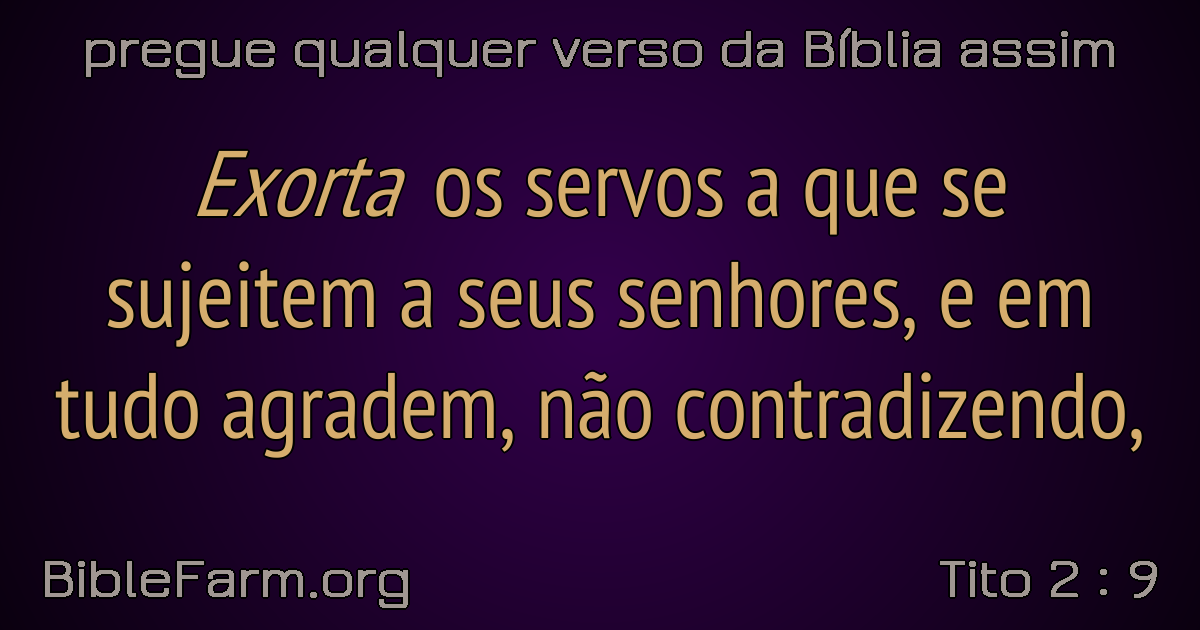 pregue qualquer verso da Bíblia assim
Exorta os servos a que se
sujeitem a seus senhores, e em
tudo agradem, não contradizendo,
BibleFarm.org
Tito 2 : 9